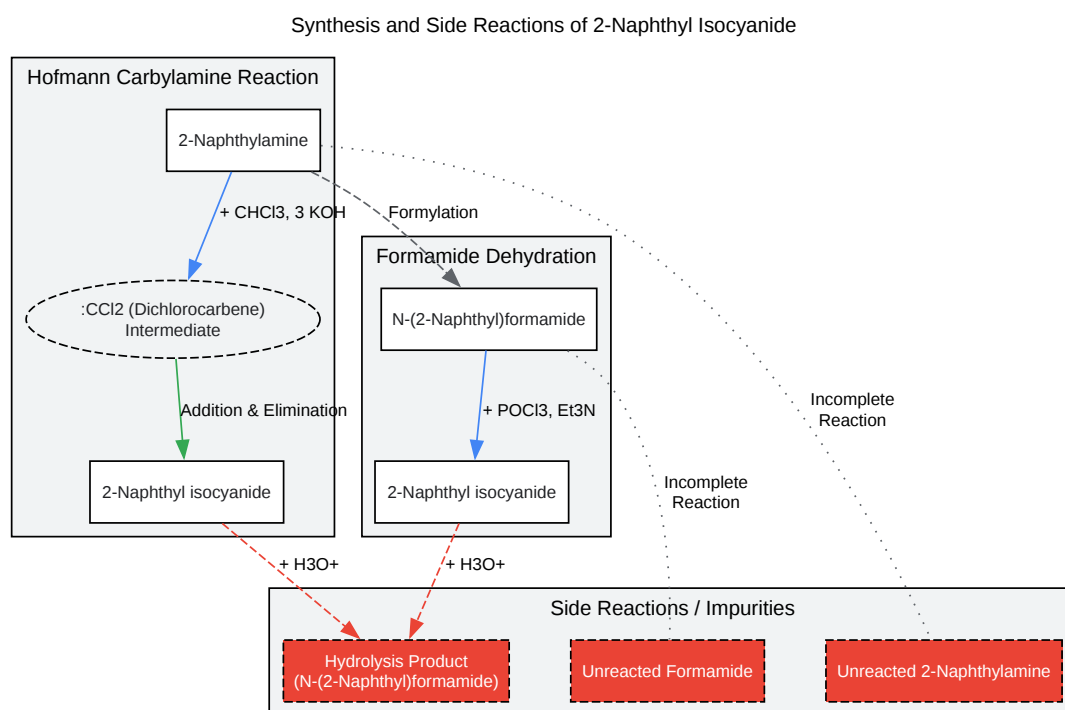 Synthesis and Side Reactions of 2-Naphthyl Isocyanide
Hofmann Carbylamine Reaction
2-Naphthylamine
+ CHCl3, 3 KOH
Formylation
:CCl2 (Dichlorocarbene)
Intermediate
Addition & Elimination
2-Naphthyl isocyanide
Formamide Dehydration
N-(2-Naphthyl)formamide
+ POCl3, Et3N
2-Naphthyl isocyanide
Incomplete
Reaction
Incomplete
Reaction
+ H3O+
+ H3O+
Side Reactions / Impurities
Hydrolysis Product
(N-(2-Naphthyl)formamide)
Unreacted Formamide
Unreacted 2-Naphthylamine